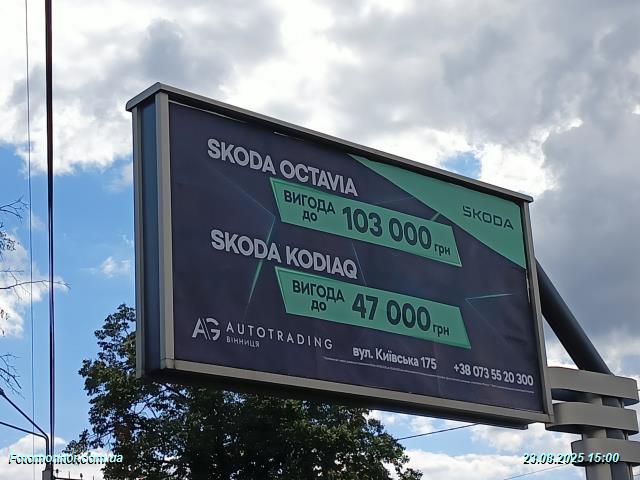 SKODA OCTAVIA
ВИГОДА
ДО
103 000 ГРН
SKODA
SKODA KODIAQ
ВИГОДА
ДО
47 000 ГРН
AUTOTRADING
ВІННИЦЯ
вул. Київська 175
+38 073 55 20 300
Fotomonitor.com.ua
23.08.2025 15:00